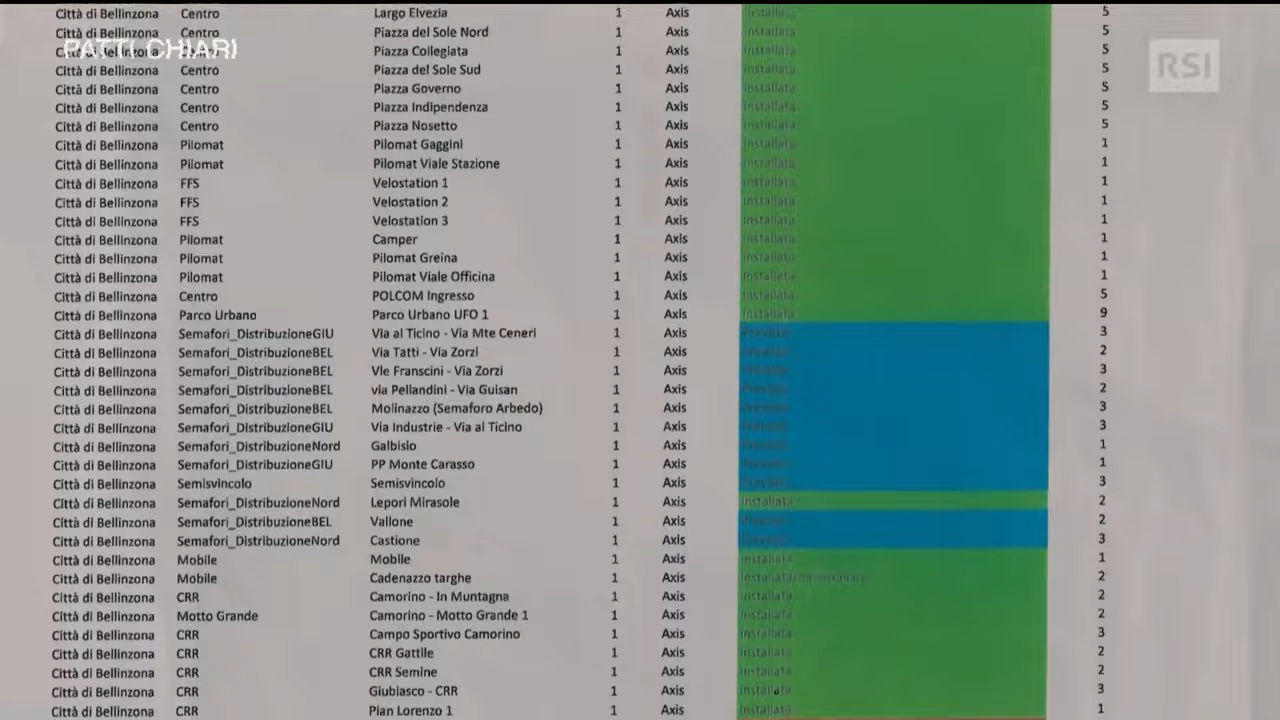 Città di Bellinzona Centro Largo Elvezia 1 Axis Installata 5
Città di Bellinzona Centro Piazza del Sole Nord 1 Axis Installata 5
PATTI CHIARI
RSI
Città di Bellinzona Centro Piazza Collegiata 1 Axis Installata 5
Città di Bellinzona Centro Piazza del Sole Sud 1 Axis Installata 5
Città di Bellinzona Centro Piazza Governo 1 Axis Installata 5
Città di Bellinzona Centro Piazza Indipendenza 1 Axis Installata 5
Città di Bellinzona Centro Piazza Nosetto 1 Axis Installata 5
Città di Bellinzona Pilomat Pilomat Gaggini 1 Axis Installata 1
Città di Bellinzona Pilomat Pilomat Viale Stazione 1 Axis Installata 1
Città di Bellinzona FFS Velostation 1 1 Axis Installata 1
Città di Bellinzona FFS Velostation 2 1 Axis Installata 1
Città di Bellinzona FFS Velostation 3 1 Axis Installata 1
Città di Bellinzona Pilomat Camper 1 Axis Installata 1
Città di Bellinzona Pilomat Pilomat Greina 1 Axis Installata 1
Città di Bellinzona Pilomat Pilomat Viale Officina 1 Axis Installata 1
Città di Bellinzona Centro POLCOM Ingresso 1 Axis Installata 5
Città di Bellinzona Parco Urbano Parco Urbano UFO 1 1 Axis Installata 9
Città di Bellinzona Semafori_DistribuzioneGIU Via al Ticino - Via Mte Ceneri 1 Axis 3
Città di Bellinzona Semafori_DistribuzioneBEL Via Tatti - Via Zorzi 1 Axis 2
Città di Bellinzona Semafori_DistribuzioneBEL Vle Franscini - Via Zorzi 1 Axis 3
Città di Bellinzona Semafori_DistribuzioneBEL via Pellandini - Via Guisan 1 Axis 2
Città di Bellinzona Semafori_DistribuzioneBEL Molinazzo (Semaforo Arbedo) 1 Axis 3
Città di Bellinzona Semafori_DistribuzioneGIU Via Industrie - Via al Ticino 1 Axis 3
Città di Bellinzona Semafori_DistribuzioneNord Galbisio 1 Axis 1
Città di Bellinzona Semafori_DistribuzioneGIU PP Monte Carasso 1 Axis 1
Città di Bellinzona Semisvincolo Semisvincolo 1 Axis 3
Città di Bellinzona Semafori_DistribuzioneNord Lepori Mirasole 1 Axis Installata 2
Città di Bellinzona Semafori_DistribuzioneBEL Vallone 1 Axis 2
Città di Bellinzona Semafori_DistribuzioneNord Castione 1 Axis 3
Città di Bellinzona Mobile Mobile 1 Axis Installata 1
Città di Bellinzona Mobile Cadenazzo targhe 1 Axis 2
Città di Bellinzona CRR Camorino - In Muntagna 1 Axis Installata 2
Città di Bellinzona Motto Grande Camorino - Motto Grande 1 1 Axis Installata 2
Città di Bellinzona CRR Campo Sportivo Camorino 1 Axis Installata 3
Città di Bellinzona CRR CRR Gattile 1 Axis Installata 2
Città di Bellinzona CRR CRR Semine 1 Axis Installata 2
Città di Bellinzona CRR Giubiasco - CRR 1 Axis Installata 3
Città di Bellinzona CRR Pian Lorenzo 1 1 Axis Installata 1